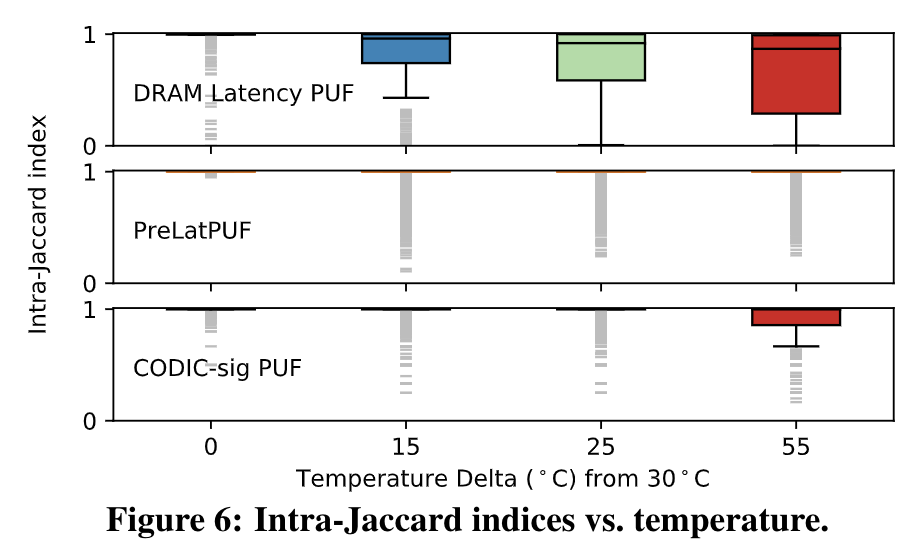 Intra-Jaccard index
1
DRAM Latency PUF
0
1
PreLatPUF
0
1
CODIC-sig PUF
0
0 15 25 55
Temperature Delta (°C) from 30°C
Figure 6: Intra-Jaccard indices vs. temperature.